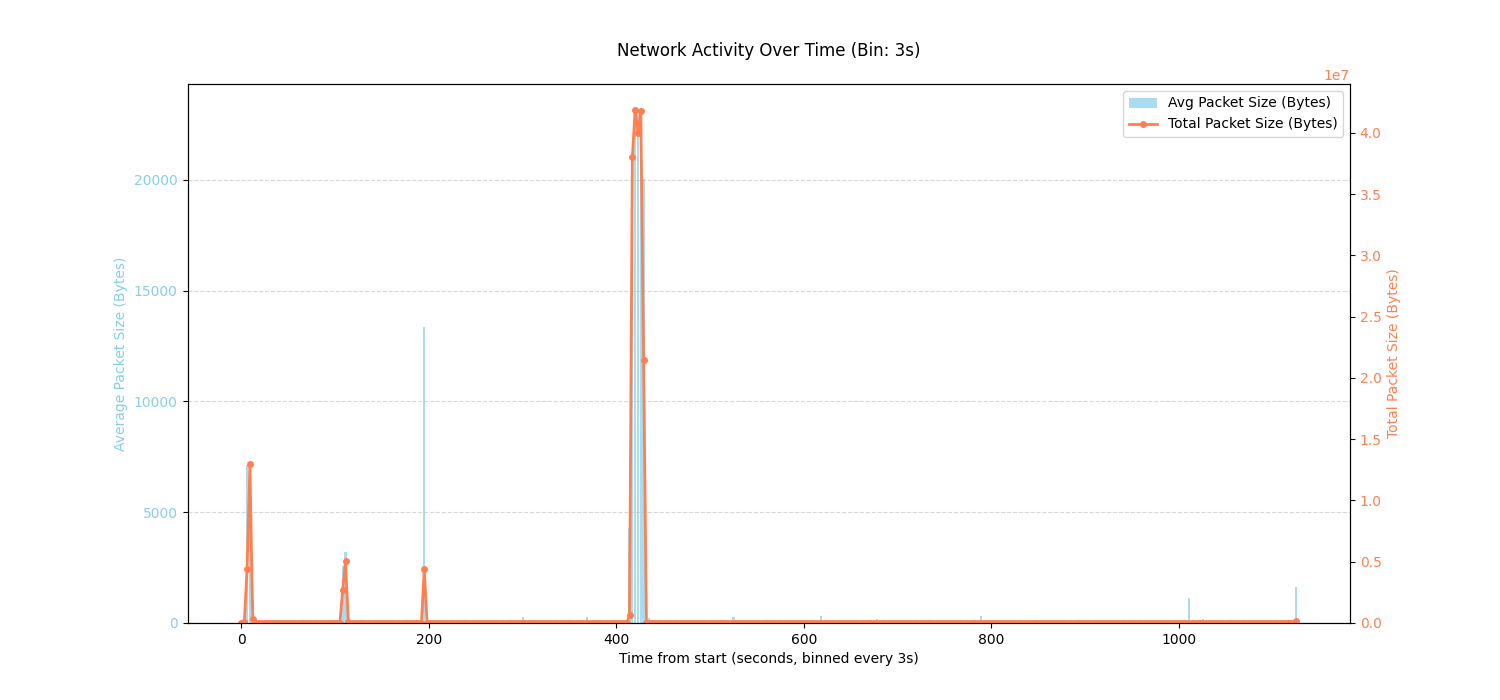 Network Activity Over Time (Bin: 3s)
1e7
Avg Packet Size (Bytes)
Total Packet Size (Bytes)
Average Packet Size (Bytes)
20000
15000
10000
5000
0
4.0
3.5
3.0
2.5
2.0
1.5
1.0
0.5
0.0
Total Packet Size (Bytes)
0 200 400 600 800 1000
Time from start (seconds, binned every 3s)